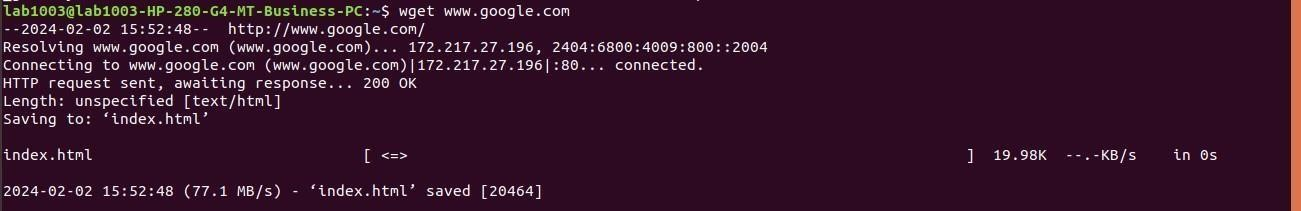 lab1003@lab1003-HP-280-G4-MT-Business-PC:~$ wget www.google.com
--2024-02-02 15:52:48--  http://www.google.com/
Resolving www.google.com (www.google.com)... 172.217.27.196, 2404:6800:4009:800::2004
Connecting to www.google.com (www.google.com)|172.217.27.196|:80... connected.
HTTP request sent, awaiting response... 200 OK
Length: unspecified [text/html]
Saving to: ‘index.html’
index.html                              [ <=>                                                              ]  19.98K  --.-KB/s    in 0s
2024-02-02 15:52:48 (77.1 MB/s) - ‘index.html’ saved [20464]